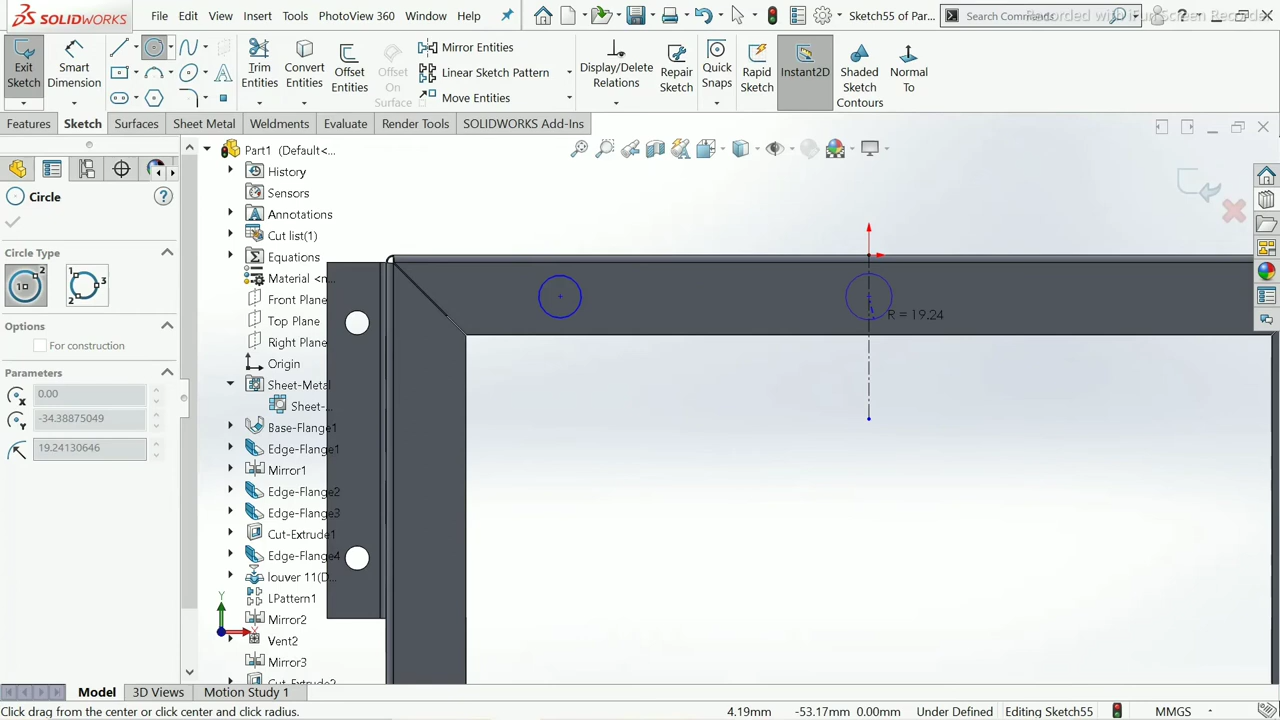 SOLIDWORKS
File Edit View Insert Tools PhotoView 360 Window Help
Sketch55 of Par...
Search Commands
Exit Sketch
Smart Dimension
Trim Entities
Convert Entities
Offset Entities
Offset On Surface
Mirror Entities
Linear Sketch Pattern
Move Entities
Display/Delete Relations
Repair Sketch
Quick Snaps
Rapid Sketch
Instant2D
Shaded Sketch Contours
Normal To
Features Sketch Surfaces Sheet Metal Weldments Evaluate Render Tools SOLIDWORKS Add-Ins
Circle
Circle Type
Options
For construction
Parameters
0.00
-34.38875049
19.24130646
Part1 (Default<...
History
Sensors
Annotations
Cut list(1)
Equations
Material <n
Front Plane
Top Plane
Right Plane
Origin
Sheet-Metal
Sheet-...
Base-Flange1
Edge-Flange1
Mirror1
Edge-Flange2
Edge-Flange3
Cut-Extrude1
Edge-Flange4
louver 11(D...
LPattern1
Mirror2
Vent2
Mirror3
R = 19.24
Y
X
Model 3D Views Motion Study 1
Click drag from the center or click center and click radius.
4.19mm -53.17mm 0.00mm Under Defined Editing Sketch55 MMGS